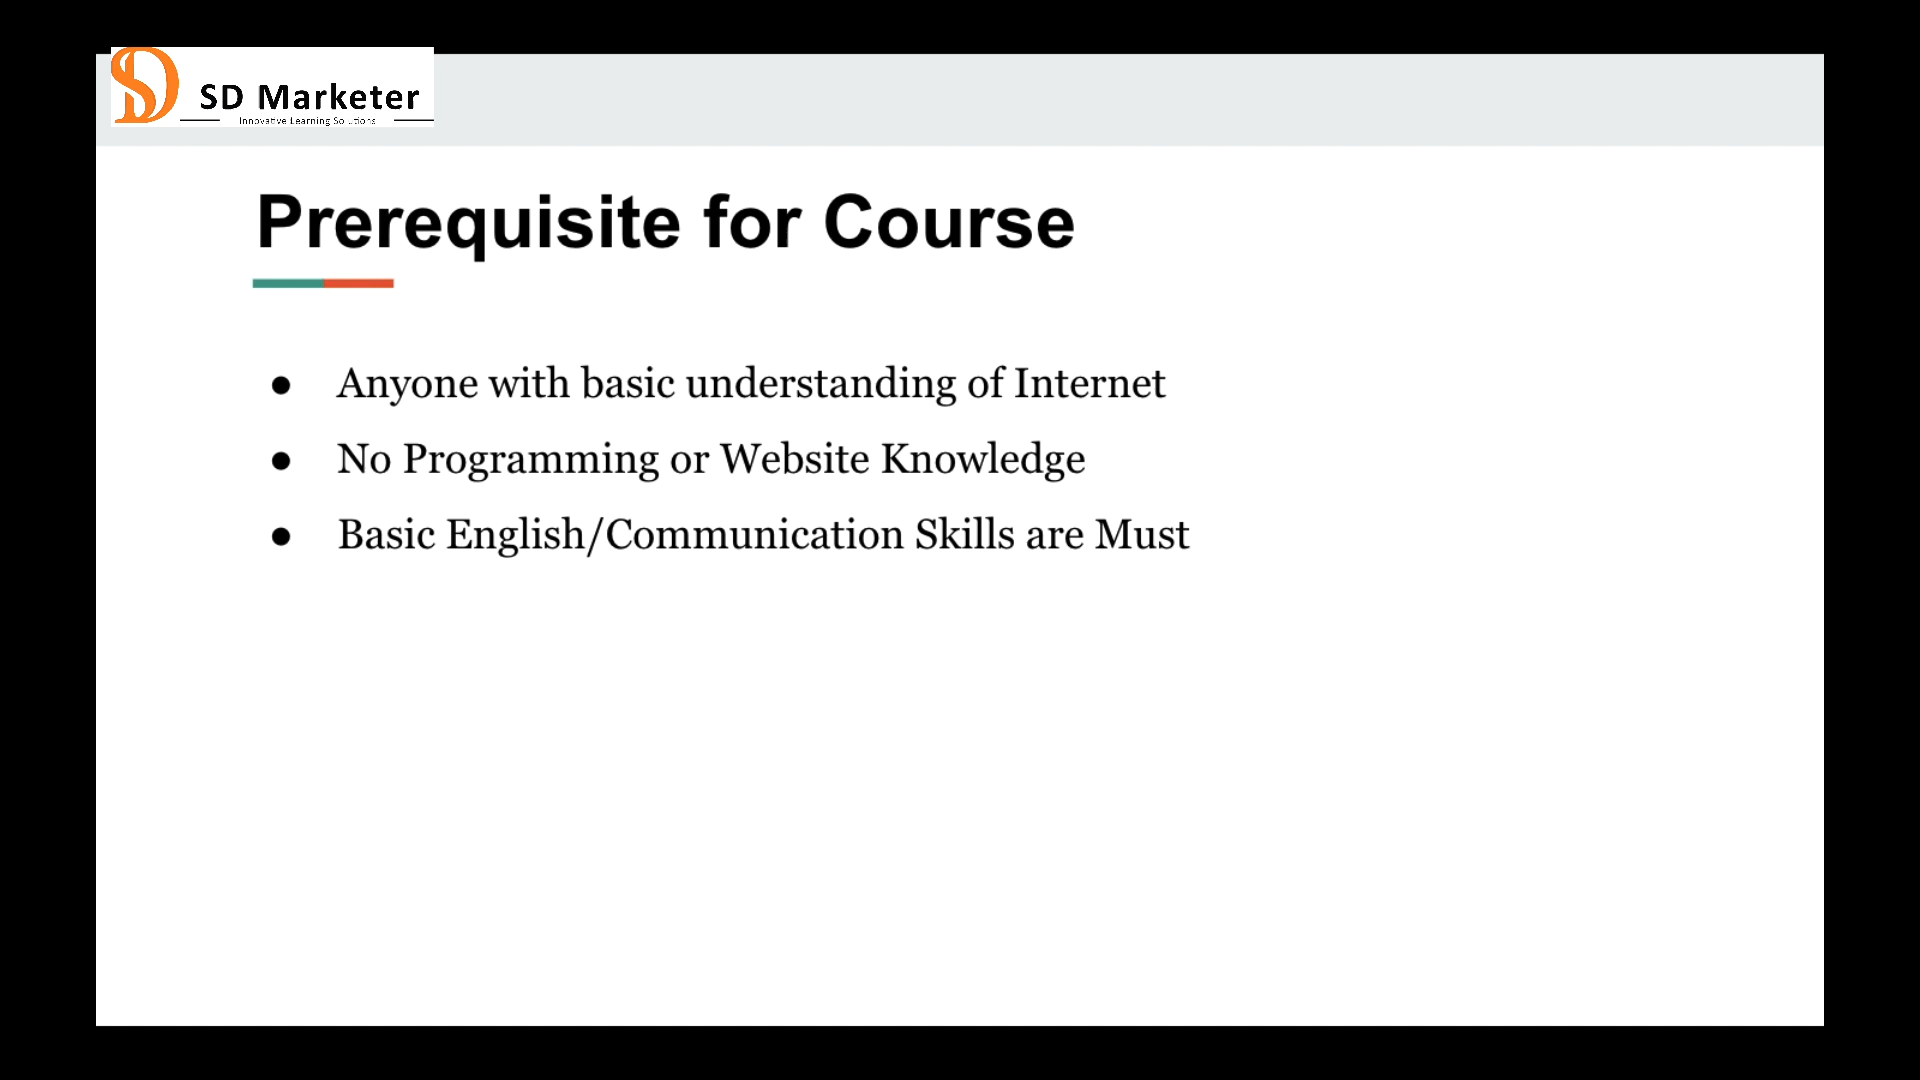 SD Marketer
Innovative Learning Solutions
Prerequisite for Course
● Anyone with basic understanding of Internet
● No Programming or Website Knowledge
● Basic English/Communication Skills are Must